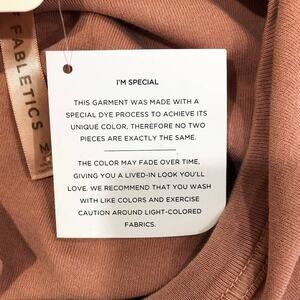 FABLETICS
I'M SPECIAL
THIS GARMENT WAS MADE WITH A
SPECIAL DYE PROCESS TO ACHIEVE ITS
UNIQUE COLOR, THEREFORE NO TWO
PIECES ARE EXACTLY THE SAME.
THE COLOR MAY FADE OVER TIME,
GIVING YOU A LIVED-IN LOOK YOU'LL
LOVE. WE RECOMMEND THAT YOU WASH
WITH LIKE COLORS AND EXERCISE
CAUTION AROUND LIGHT-COLORED
FABRICS.